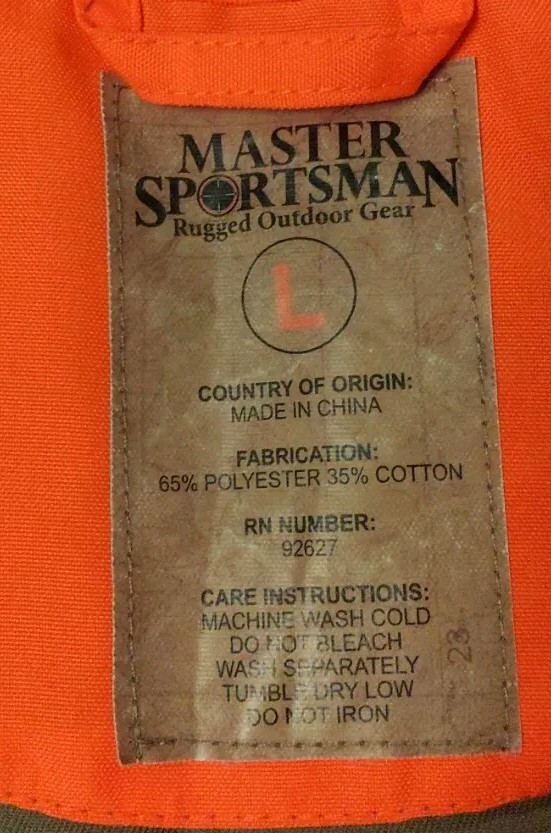 MASTER
SPORTSMAN
Rugged Outdoor Gear
L
COUNTRY OF ORIGIN:
MADE IN CHINA
FABRICATION:
65% POLYESTER 35% COTTON
RN NUMBER:
92627
CARE INSTRUCTIONS:
MACHINE WASH COLD
DO NOT BLEACH
WASH SEPARATELY
TUMBLE DRY LOW
DO NOT IRON
23